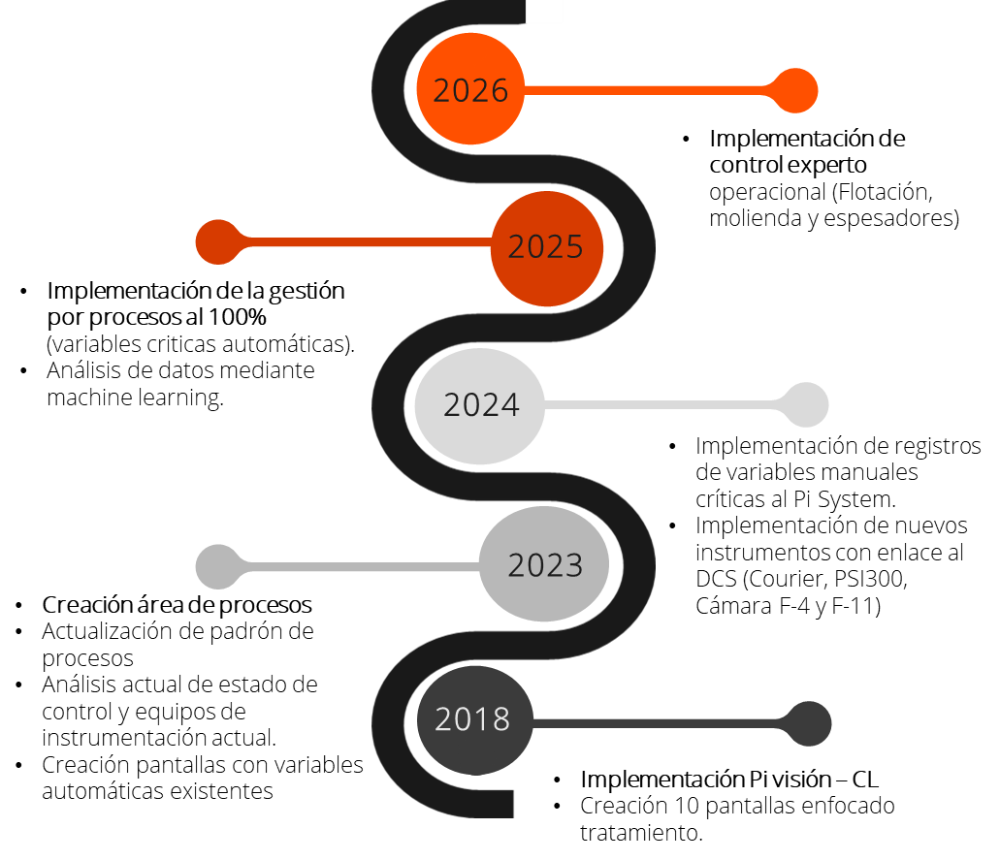 2026
• Implementación de
control experto
operacional (Flotación,
molienda y espesadores)
2025
• Implementación de la gestión
por procesos al 100%
(variables criticas automáticas).
• Análisis de datos mediante
machine learning.
2024
• Implementación de registros
de variables manuales
críticas al Pi System.
• Implementación de nuevos
instrumentos con enlace al
DCS (Courier, PSI300,
Cámara F-4 y F-11)
2023
• Creación área de procesos
• Actualización de padrón de
procesos
• Análisis actual de estado de
control y equipos de
instrumentación actual.
• Creación pantallas con variables
automáticas existentes
2018
• Implementación Pi visión – CL
• Creación 10 pantallas enfocado
tratamiento.